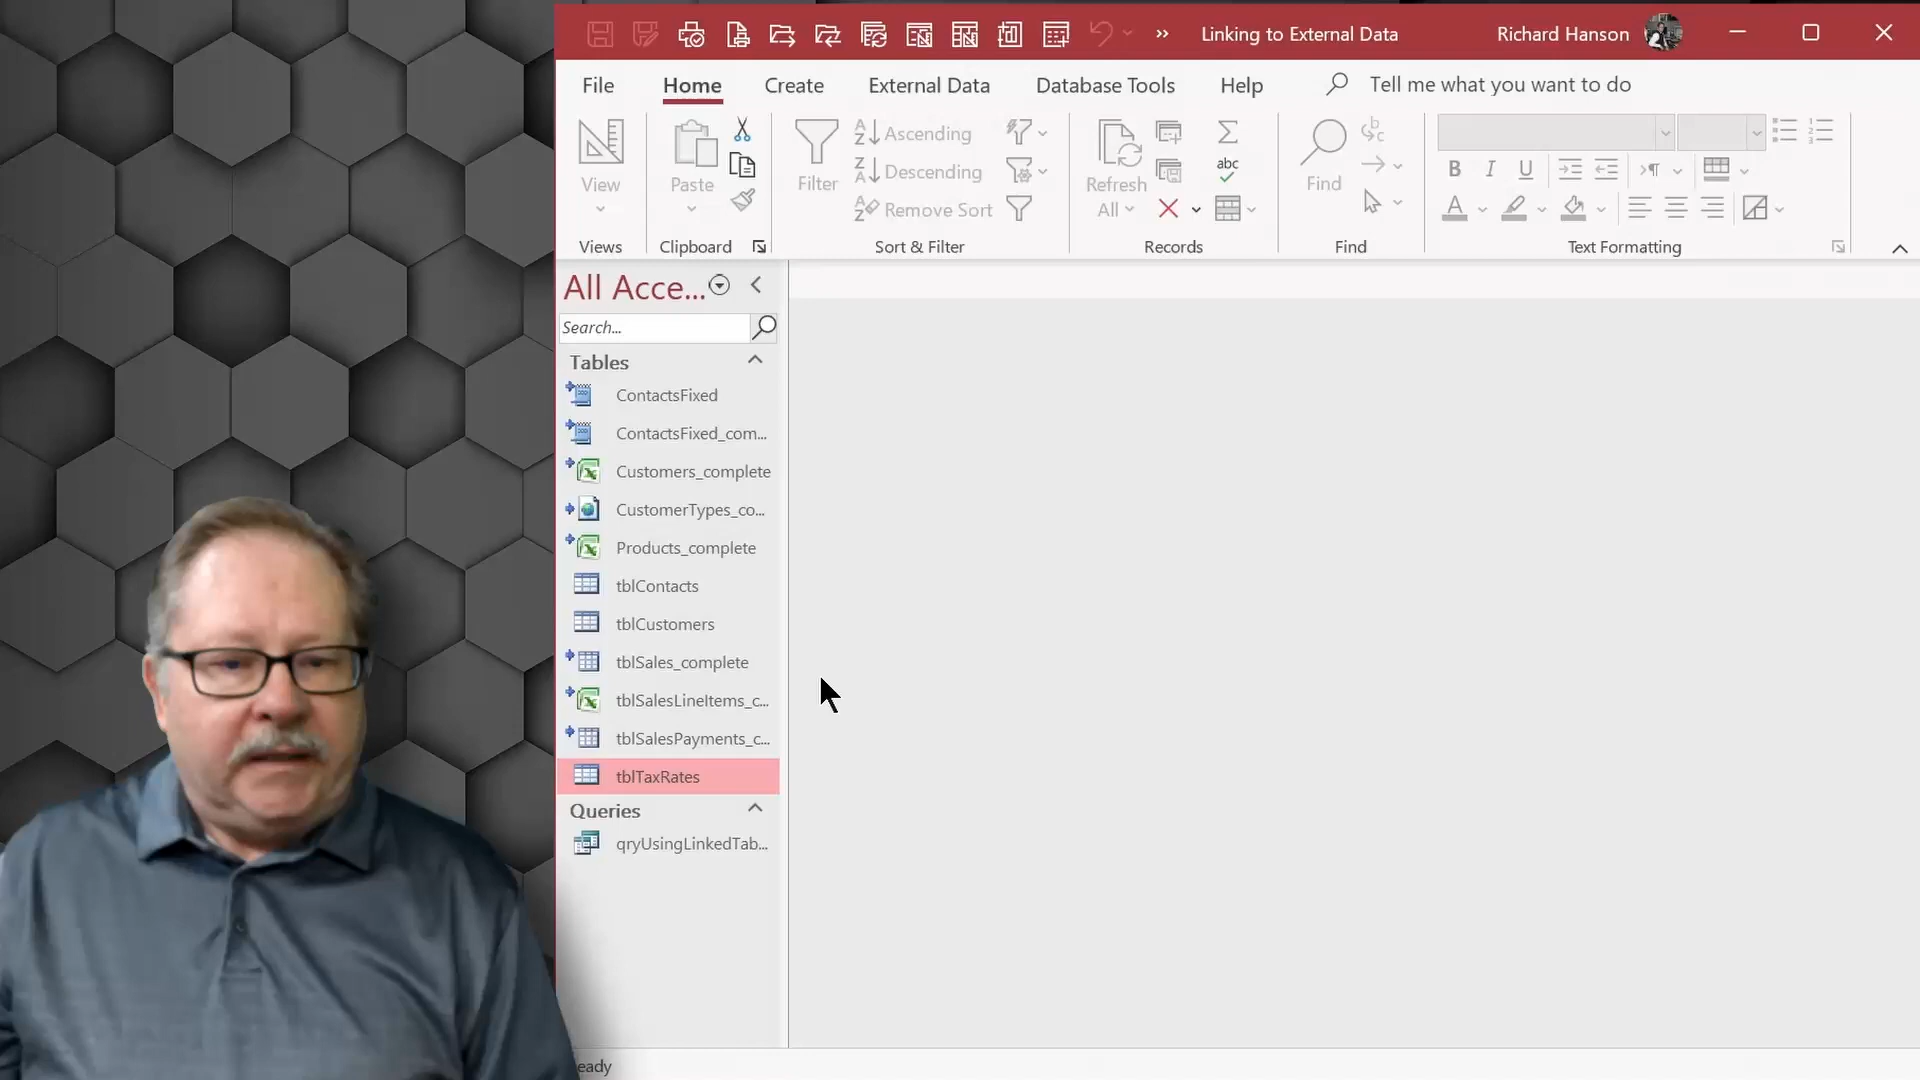 Linking to External Data
Richard Hanson
File
Home
Create
External Data
Database Tools
Help
Tell me what you want to do
View
Paste
Filter
Ascending
Descending
Remove Sort
Refresh
All
abc
Find
B
I
U
Views
Clipboard
Sort & Filter
Records
Find
Text Formatting
All Acce...
Search...
Tables
ContactsFixed
ContactsFixed_com...
Customers_complete
CustomerTypes_co...
Products_complete
tblContacts
tblCustomers
tblSales_complete
tblSalesLineItems_c...
tblSalesPayments_c...
tblTaxRates
Queries
qryUsingLinkedTab...
eady